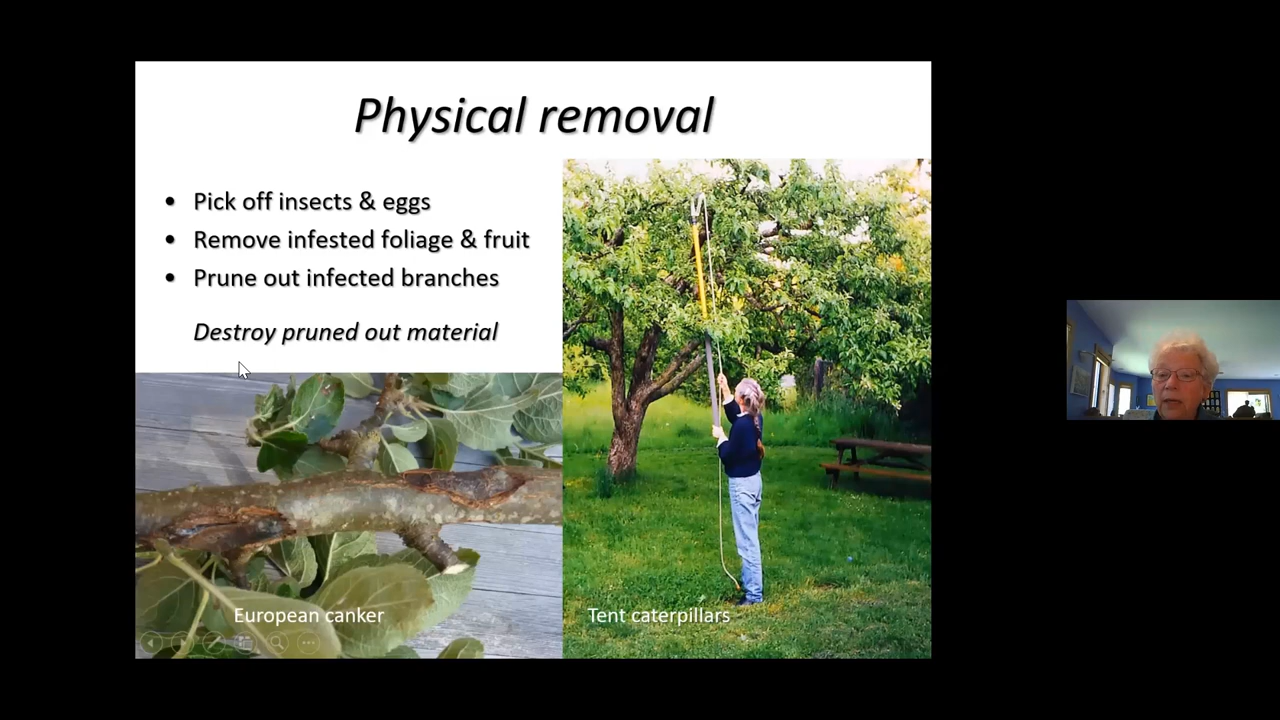 Physical removal
• Pick off insects & eggs
• Remove infested foliage & fruit
• Prune out infected branches
Destroy pruned out material
European canker
Tent caterpillars